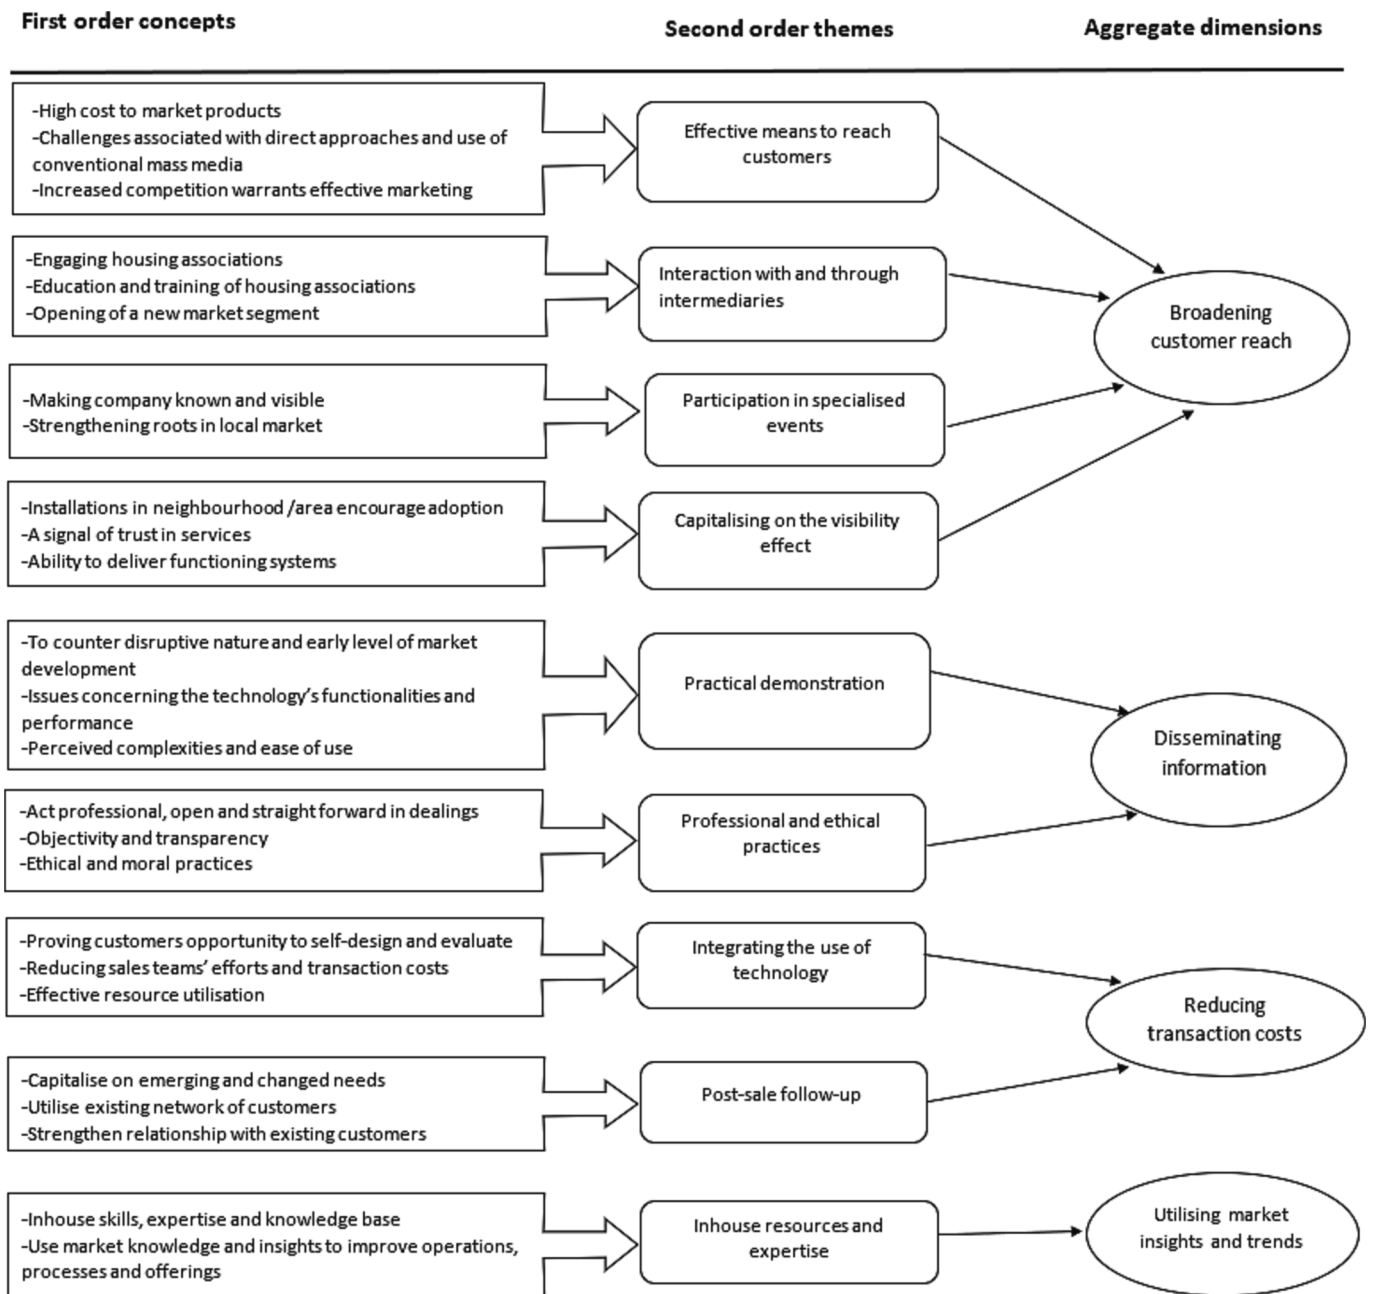 First order concepts
Second order themes
Aggregate dimensions
-High cost to market products
-Challenges associated with direct approaches and use of
conventional mass media
-Increased competition warrants effective marketing
Effective means to reach
customers
-Engaging housing associations
-Education and training of housing associations
-Opening of a new market segment
Interaction with and through
intermediaries
Broadening
customer reach
-Making company known and visible
-Strengthening roots in local market
Participation in specialised
events
-Installations in neighbourhood /area encourage adoption
-A signal of trust in services
-Ability to deliver functioning systems
Capitalising on the visibility
effect
-To counter disruptive nature and early level of market
development
-Issues concerning the technology's functionalities and
performance
-Perceived complexities and ease of use
Practical demonstration
Disseminating
information
-Act professional, open and straight forward in dealings
-Objectivity and transparency
-Ethical and moral practices
Professional and ethical
practices
-Proving customers opportunity to self-design and evaluate
-Reducing sales teams' efforts and transaction costs
-Effective resource utilisation
Integrating the use of
technology
Reducing
transaction costs
-Capitalise on emerging and changed needs
-Utilise existing network of customers
-Strengthen relationship with existing customers
Post-sale follow-up
-Inhouse skills, expertise and knowledge base
-Use market knowledge and insights to improve operations,
processes and offerings
Inhouse resources and
expertise
Utilising market
insights and trends